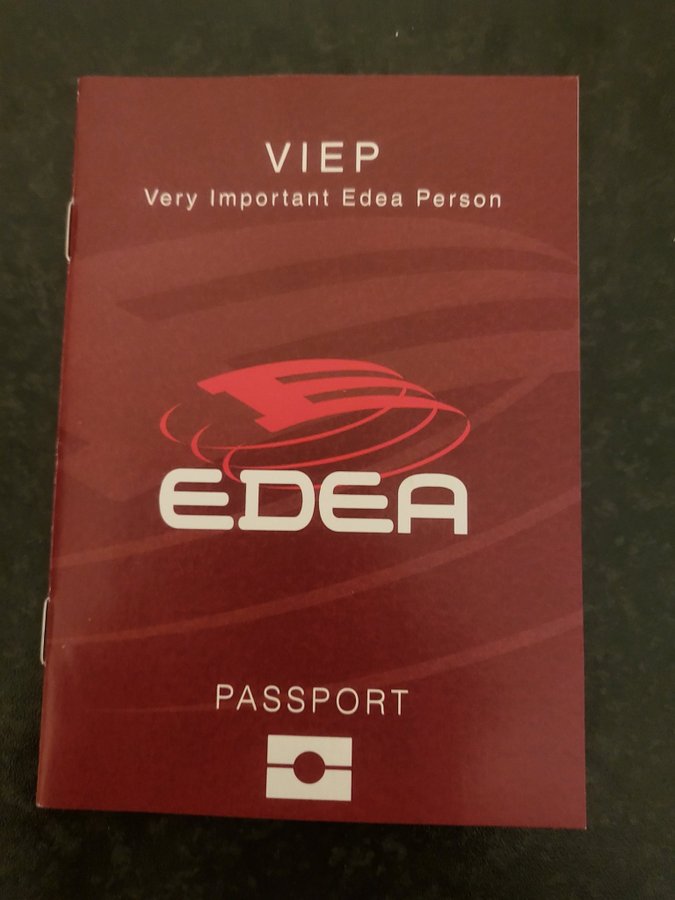 VIEP
Very Important Edea Person
EDEA
PASSPORT